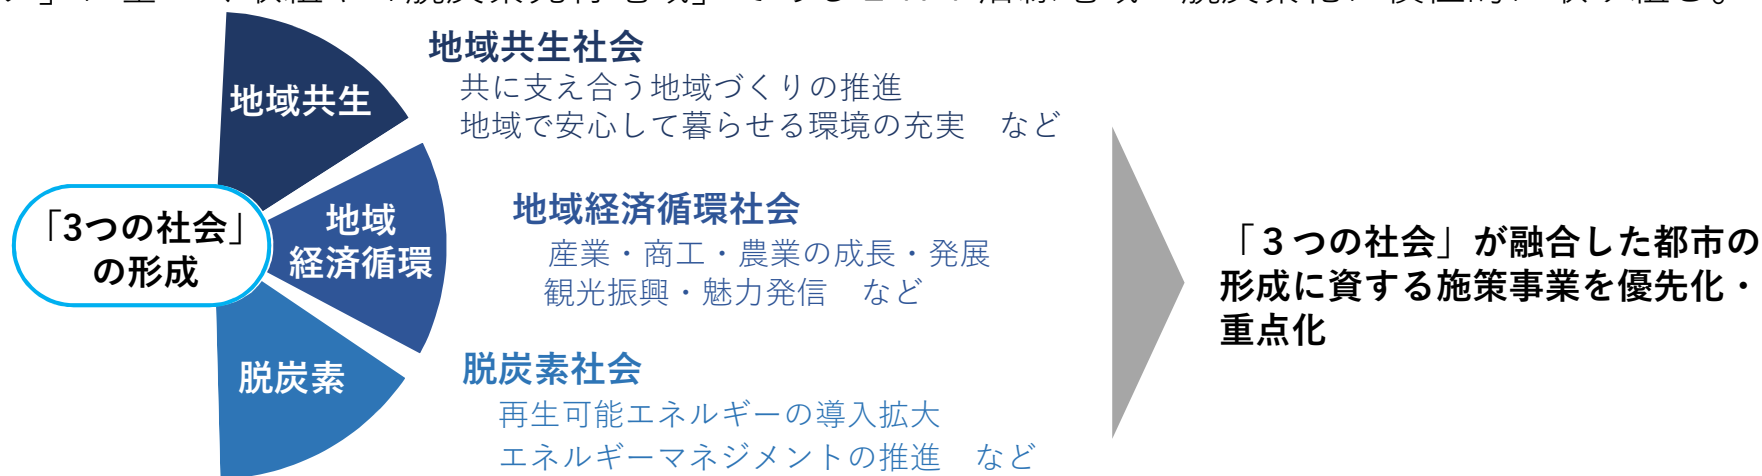 地域共生
地域共生社会
共に支え合う地域づくりの推進
地域で安心して暮らせる環境の充実　など
「3つの社会」
の形成
地域
経済循環
地域経済循環社会
産業・商工・農業の成長・発展
観光振興・魅力発信　など
脱炭素
脱炭素社会
再生可能エネルギーの導入拡大
エネルギーマネジメントの推進　など
「３つの社会」が融合した都市の
形成に資する施策事業を優先化・
重点化